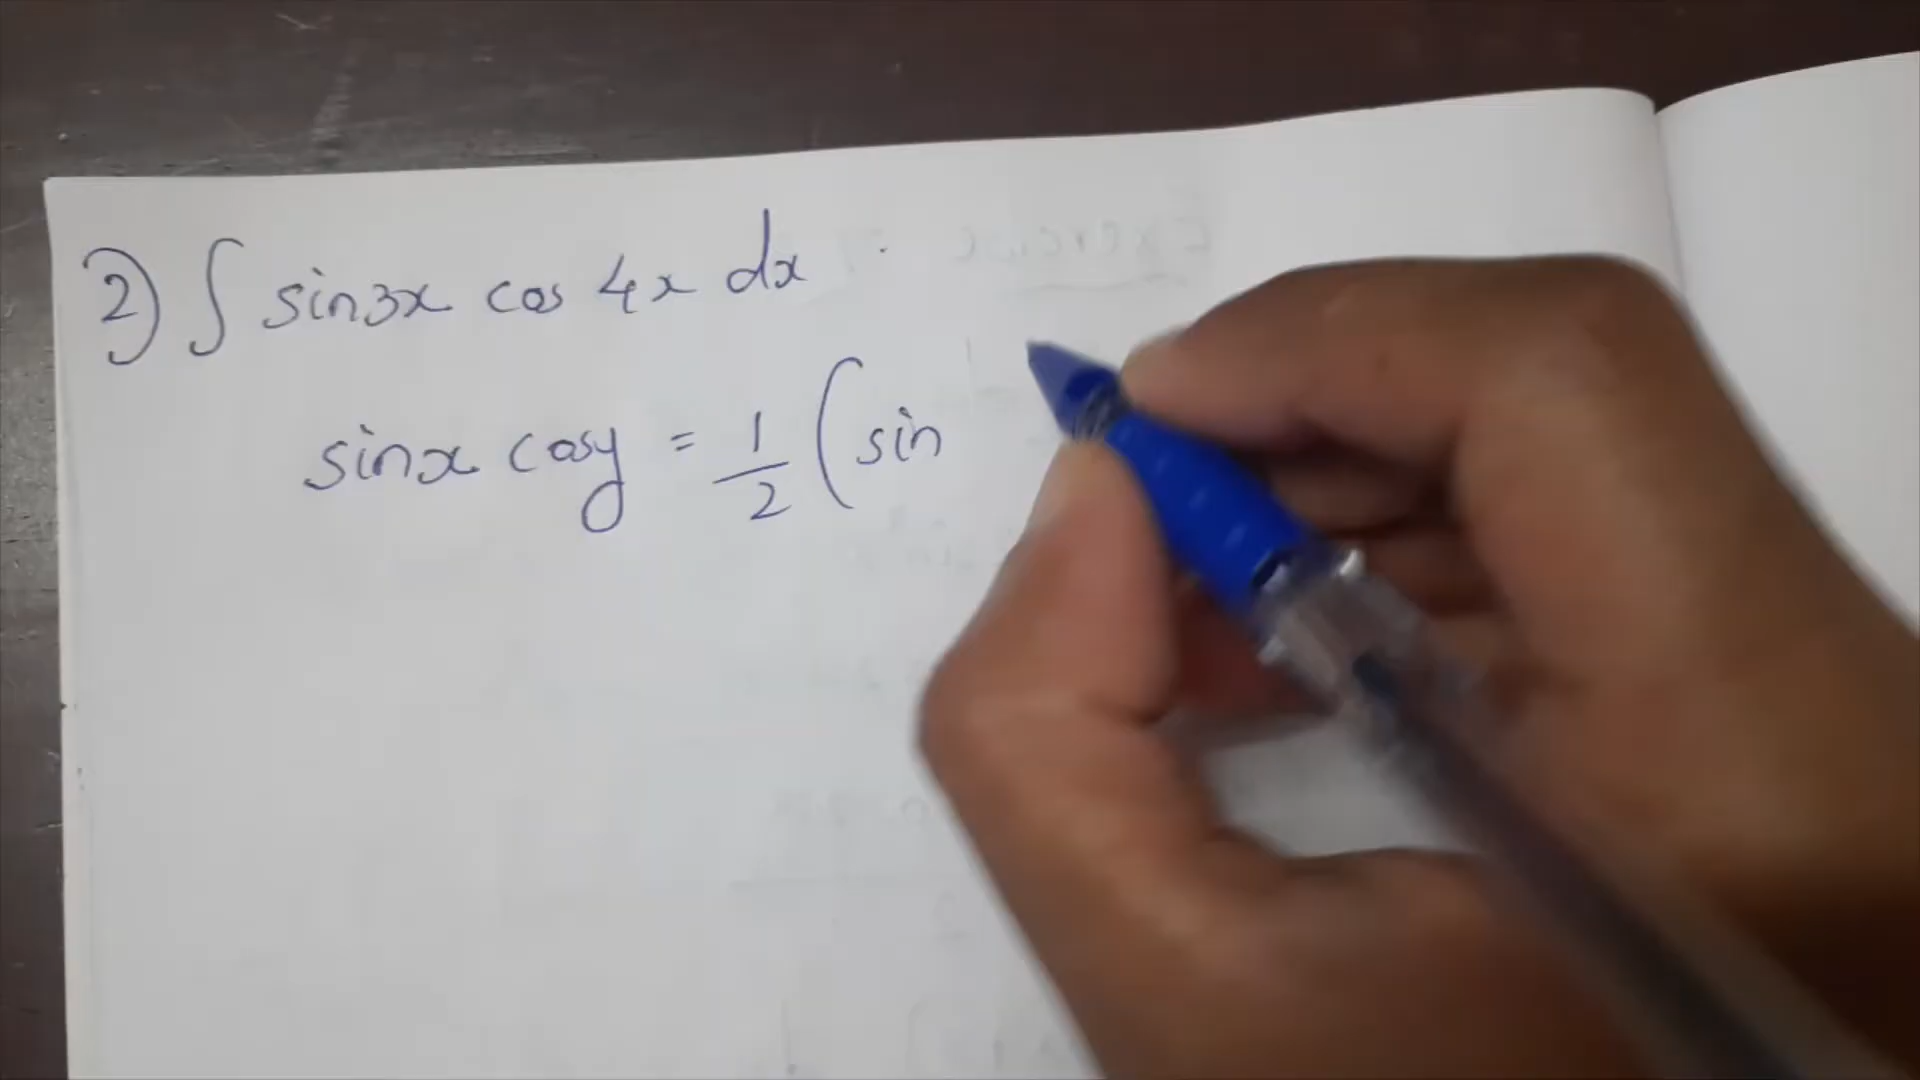 2) ∫ sin3x cos 4x dx
sinx cosy = 1/2 ( sin